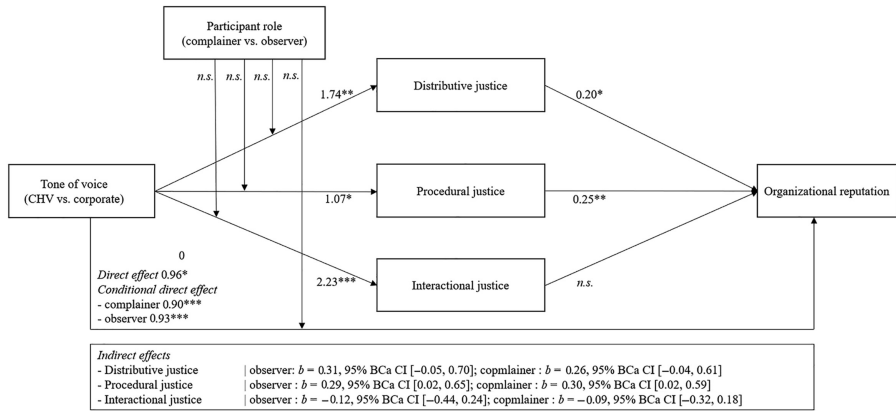 Participant role
(complainer vs. observer)
n.s.
n.s.
n.s.
n.s.
1.74**
Distributive justice
0.20*
Tone of voice
(CHV vs. corporate)
1.07*
Procedural justice
0.25**
Organizational reputation
2.23***
Interactional justice
n.s.
0
Direct effect 0.96*
Conditional direct effect
- complainer 0.90***
- observer 0.93***
Indirect effects
- Distributive justice | observer: b = 0.31, 95% BCa CI [−0.05, 0.70]; copmlainer : b = 0.26, 95% BCa CI [−0.04, 0.61]
- Procedural justice | observer : b = 0.29, 95% BCa CI [0.02, 0.65]; copmlainer : b = 0.30, 95% BCa CI [0.02, 0.59]
- Interactional justice | observer : b = −0.12, 95% BCa CI [−0.44, 0.24]; copmlainer : b = −0.09, 95% BCa CI [−0.32, 0.18]